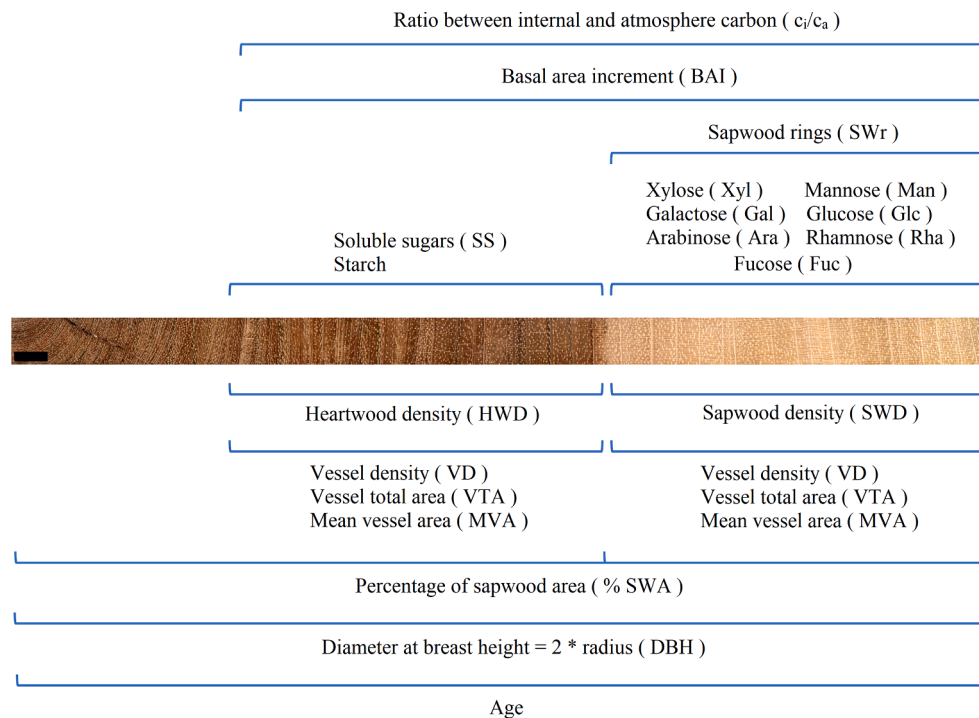 Ratio between internal and atmosphere carbon ( cᵢ/cₐ )
Basal area increment ( BAI )
Sapwood rings ( SWr )
Xylose ( Xyl ) Mannose ( Man )
Galactose ( Gal ) Glucose ( Glc )
Arabinose ( Ara ) Rhamnose ( Rha )
Fucose ( Fuc )
Soluble sugars ( SS )
Starch
Heartwood density ( HWD )
Sapwood density ( SWD )
Vessel density ( VD )
Vessel total area ( VTA )
Mean vessel area ( MVA )
Vessel density ( VD )
Vessel total area ( VTA )
Mean vessel area ( MVA )
Percentage of sapwood area ( % SWA )
Diameter at breast height = 2 * radius ( DBH )
Age